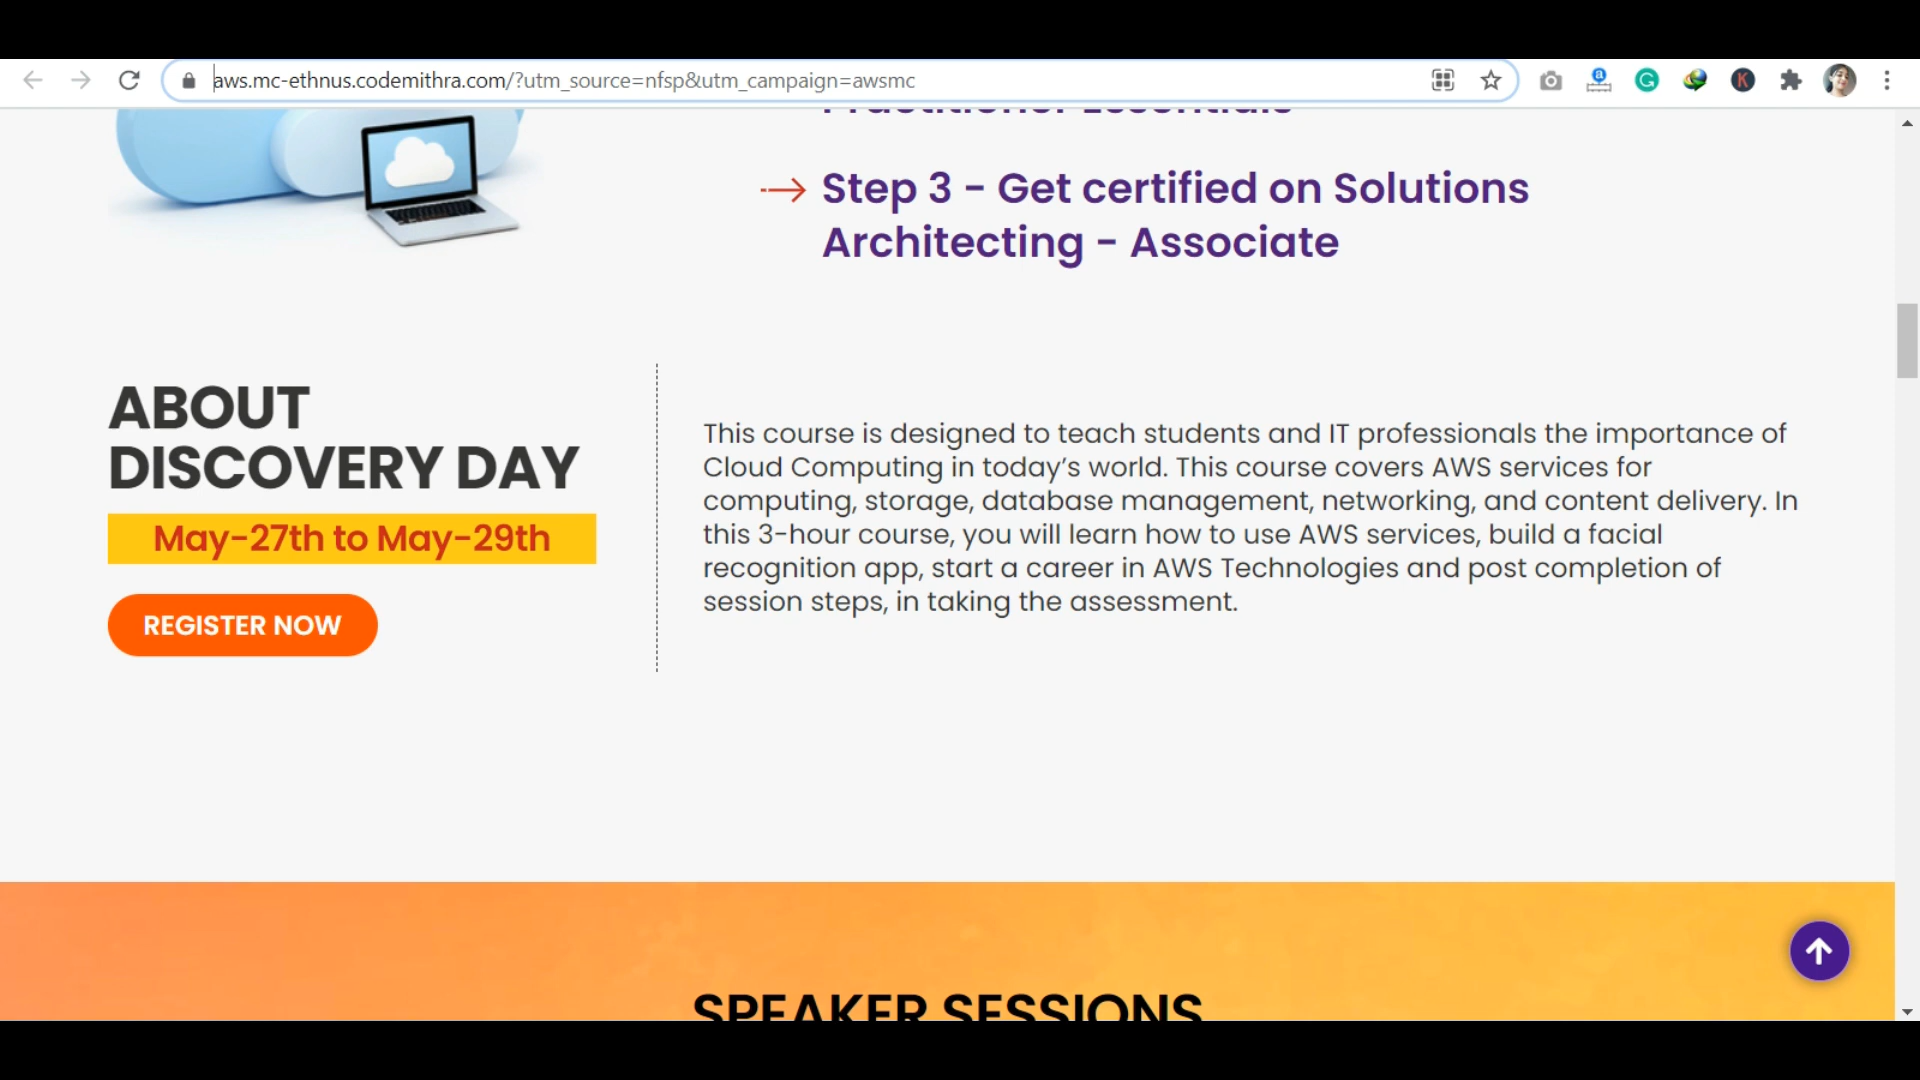 aws.mc-ethnus.codemithra.com/?utm_source=nfsp&utm_campaign=awsmc
Practitioner Essentials
Step 3 - Get certified on Solutions
Architecting - Associate
ABOUT
DISCOVERY DAY
May-27th to May-29th
REGISTER NOW
This course is designed to teach students and IT professionals the importance of
Cloud Computing in today’s world. This course covers AWS services for
computing, storage, database management, networking, and content delivery. In
this 3-hour course, you will learn how to use AWS services, build a facial
recognition app, start a career in AWS Technologies and post completion of
session steps, in taking the assessment.
SPEAKER SESSIONS